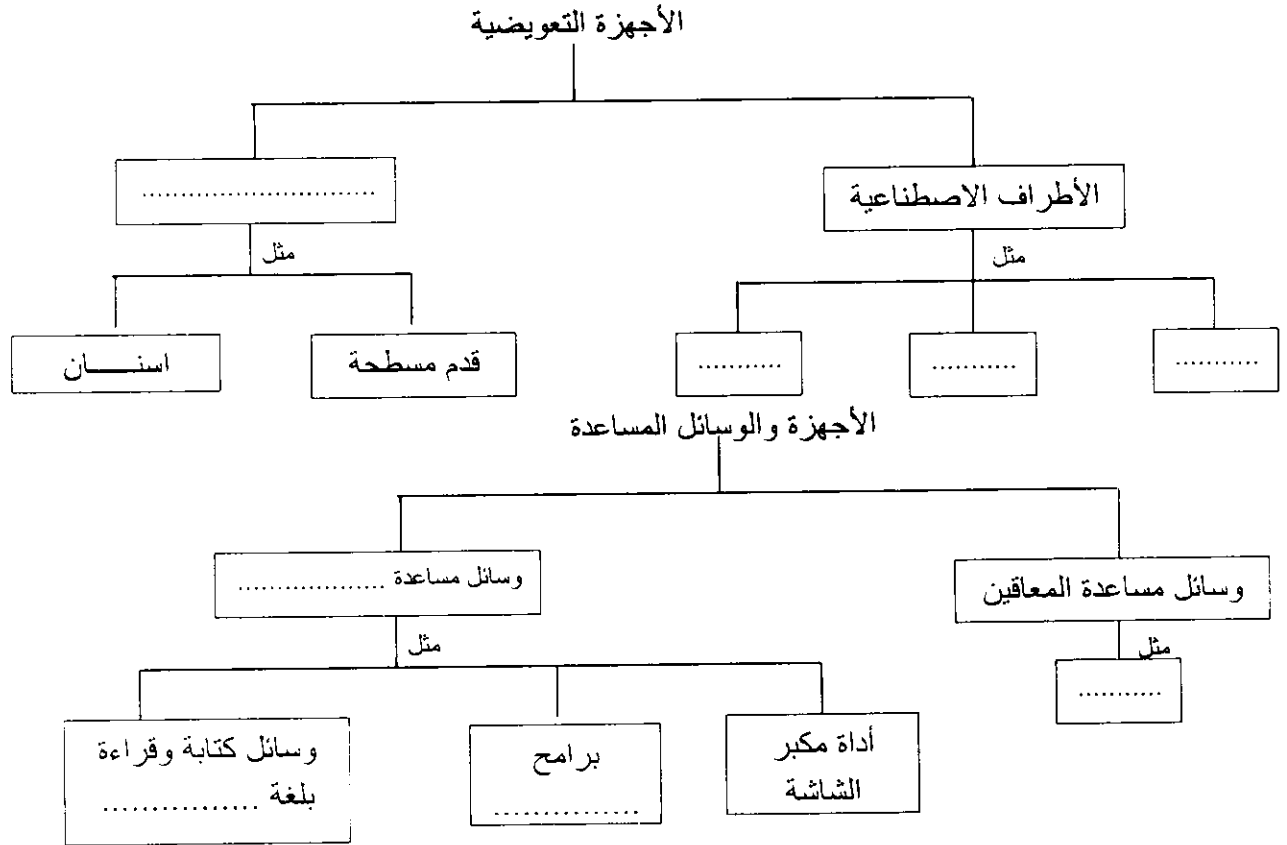 الأجهزة التعويضية
............................. الأطراف الاصطناعية
مثل مثل
........... ........... ...........
قدم مسطحة اسنـــــان
الأجهزة والوسائل المساعدة
وسائل مساعدة المعاقين وسائل مساعدة ..................
مثل مثل
...........
أداة مكبر
الشاشة
برامح
...............
وسائل كتابة وقراءة
بلغة ................